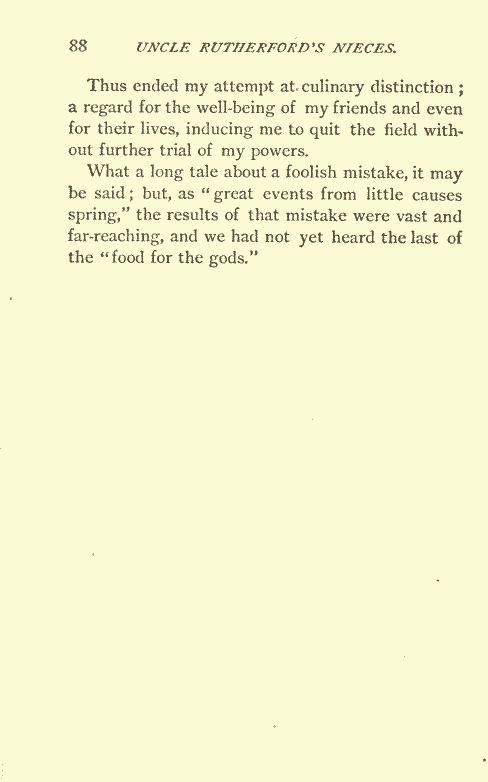 88 UNCLE RUTHERFORD'S NIECES.
Thus ended my attempt at culinary distinction ;
a regard for the well-being of my friends and even
for their lives, inducing me to quit the field with-
out further trial of my powers.
What a long tale about a foolish mistake, it may
be said ; but, as "great events from little causes
spring," the results of that mistake were vast and
far-reaching, and we had not yet heard the last of
the "food for the gods."